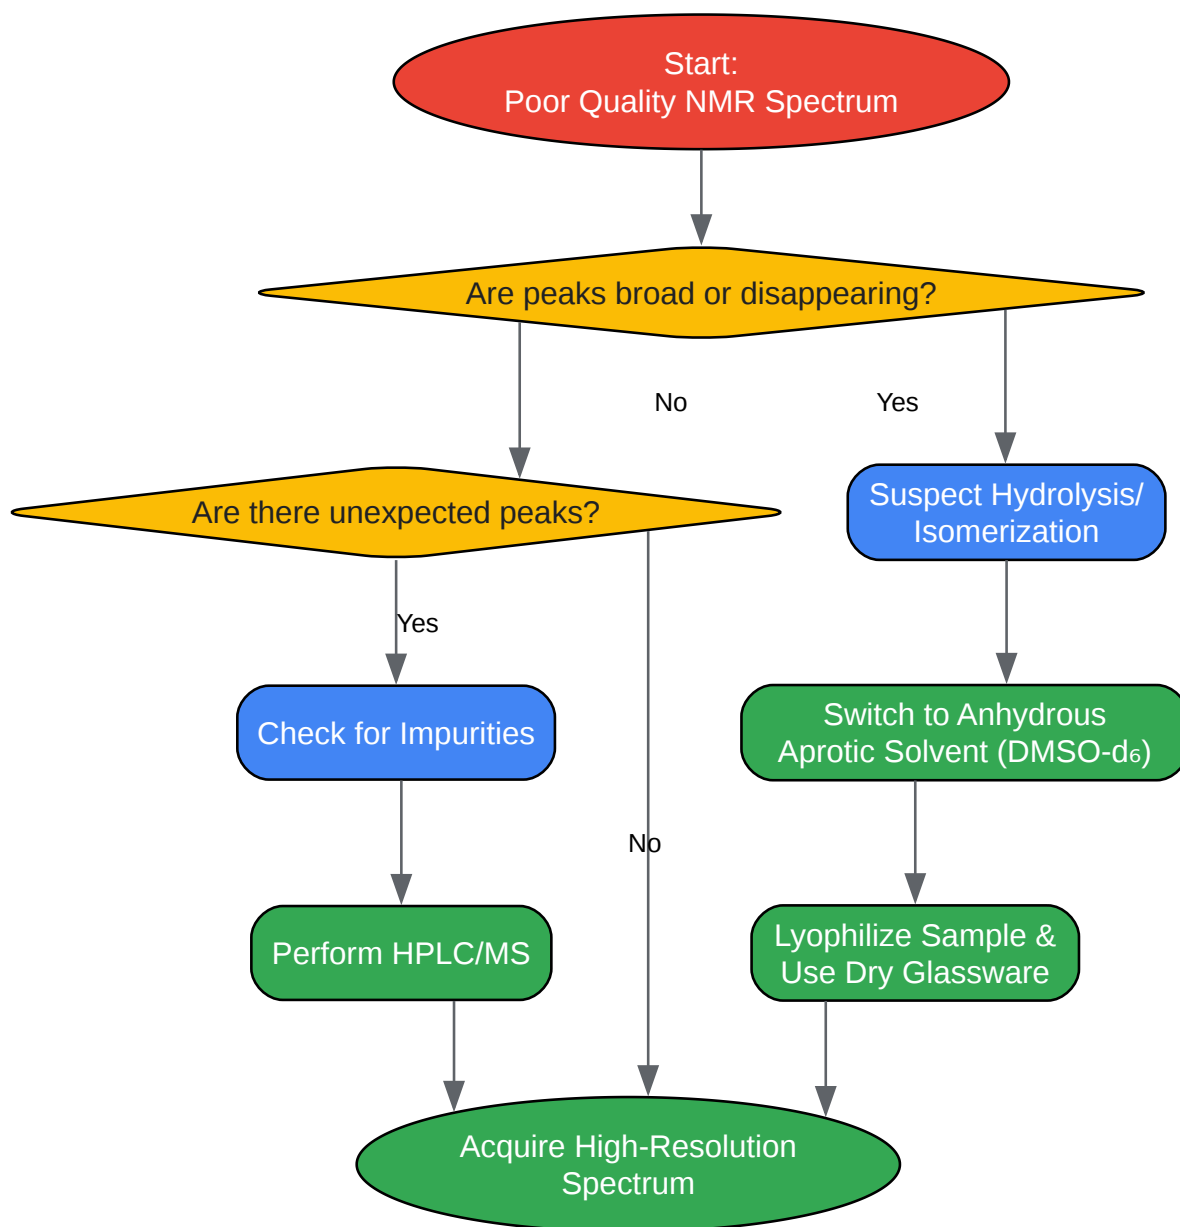 Start:
Poor Quality NMR Spectrum
Are peaks broad or disappearing?
No
Yes
Are there unexpected peaks?
Suspect Hydrolysis/
Isomerization
Yes
Check for Impurities
Switch to Anhydrous
Aprotic Solvent (DMSO-d₆)
No
Perform HPLC/MS
Lyophilize Sample &
Use Dry Glassware
Acquire High-Resolution
Spectrum